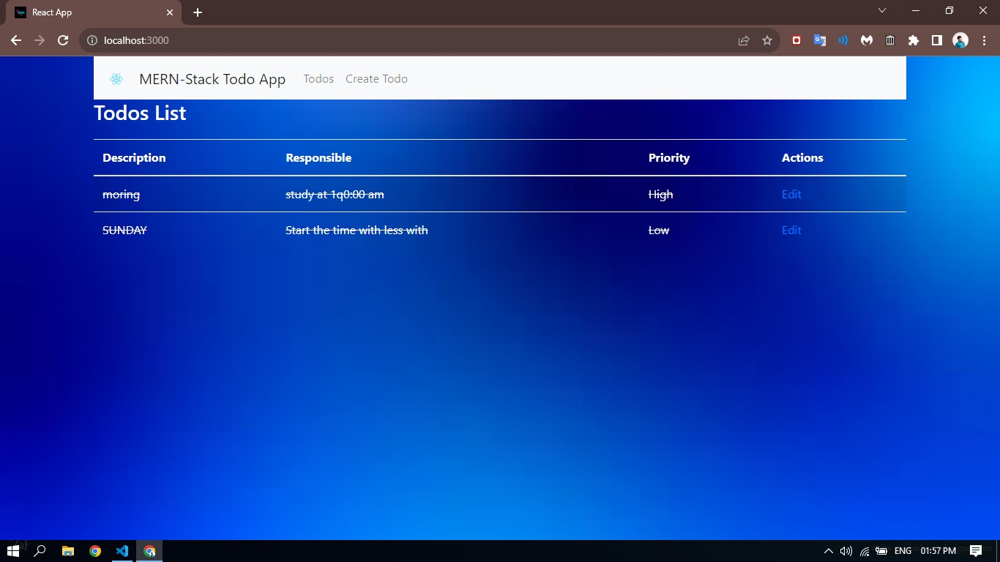 React App
localhost:3000
MERN-Stack Todo App Todos Create Todo
Todos List
Description Responsible Priority Actions
moring study at 1q0:00 am High Edit
SUNDAY Start the time with less with Low Edit
ENG 01:57 PM